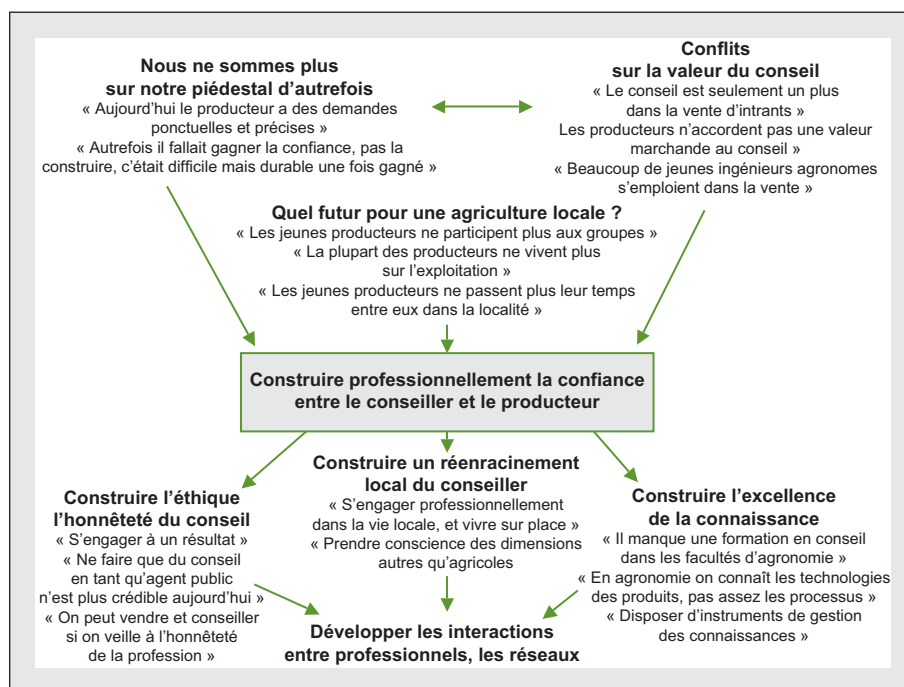 Nous ne sommes plus
sur notre piédestal d'autrefois
« Aujourd'hui le producteur a des demandes
ponctuelles et précises »
« Autrefois il fallait gagner la confiance, pas la
construire, c'était difficile mais durable une fois gagné »
Conflits
sur la valeur du conseil
« Le conseil est seulement un plus
dans la vente d'intrants »
Les producteurs n'accordent pas une valeur
marchande au conseil »
« Beaucoup de jeunes ingénieurs agronomes
s'emploient dans la vente »
Quel futur pour une agriculture locale ?
« Les jeunes producteurs ne participent plus aux groupes »
« La plupart des producteurs ne vivent plus
sur l'exploitation »
« Les jeunes producteurs ne passent plus leur temps
entre eux dans la localité »
Construire professionnellement la confiance
entre le conseiller et le producteur
Construire l'éthique
l'honnêteté du conseil
« S'engager à un résultat »
« Ne faire que du conseil
en tant qu'agent public
n'est plus crédible aujourd'hui »
« On peut vendre et conseiller
si on veille à l'honnêteté
de la profession »
Construire un réenracinement
local du conseiller
« S'engager professionnellement
dans la vie locale, et vivre sur place »
« Prendre conscience des dimensions
autres qu'agricoles
Construire l'excellence
de la connaissance
« Il manque une formation en conseil
dans les facultés d'agronomie »
« En agronomie on connaît les technologies
des produits, pas assez les processus »
« Disposer d'instruments de gestion
des connaissances »
Développer les interactions
entre professionnels, les réseaux